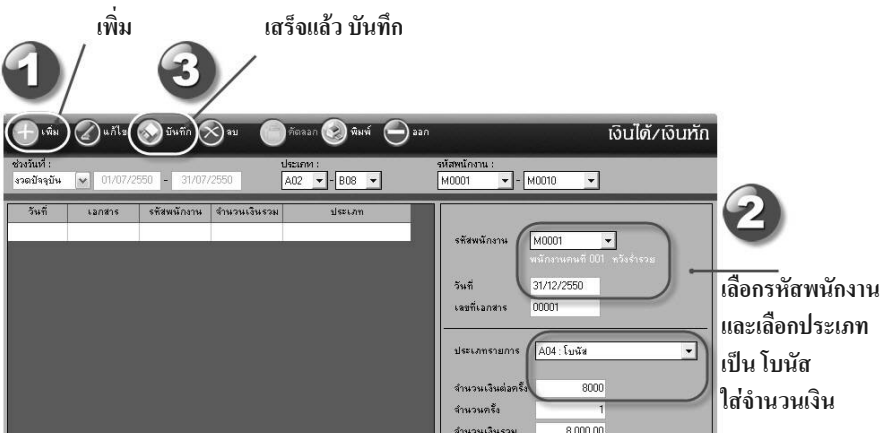 เพิ่ม
เสร็จแล้ว บันทึก
1
3
เพิ่ม แก้ไข บันทึก ลบ คัดลอก พิมพ์ ออก
เงินได้/เงินหัก
ช่วงวันที่ : ประเภท : รหัสพนักงาน :
งวดปัจจุบัน 01/07/2550 - 31/07/2550 A02 - B08 M0001 - M0010
วันที่ เอกสาร รหัสพนักงาน จำนวนเงินรวม ประเภท
2
รหัสพนักงาน M0001
พนักงานคนที่ 001 หวังร่ำรวย
วันที่ 31/12/2550
เลขที่เอกสาร 00001
ประเภทรายการ A04 : โบนัส
จำนวนเงินต่อครั้ง 8000
จำนวนครั้ง 1
จำนวนเงินรวม 8,000.00
เลือกรหัสพนักงาน
และเลือกประเภท
เป็น โบนัส
ใส่จำนวนเงิน